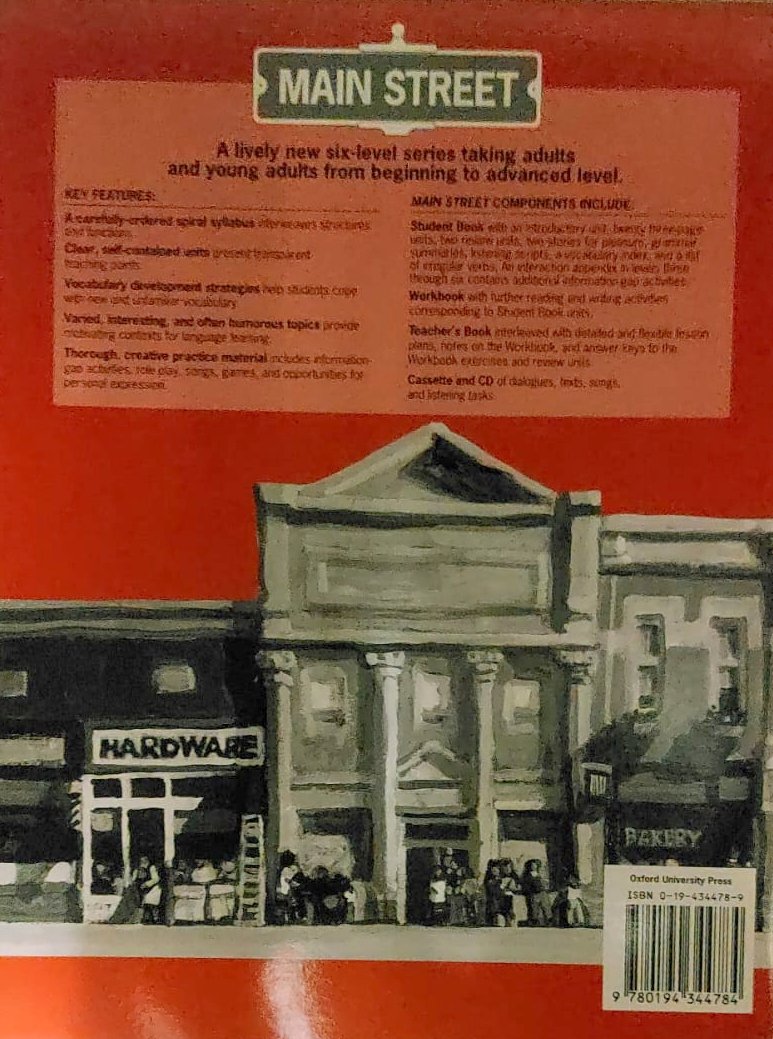 MAIN STREET
A lively new six-level series taking adults
and young adults from beginning to advanced level.
KEY FEATURES:
A carefully-ordered spiral syllabus interweaves structures
and functions.
Clear, self-contained units present transparent
teaching points.
Vocabulary development strategies help students cope
with new and unfamiliar vocabulary.
Varied, interesting, and often humorous topics provide
motivating contexts for language learning.
Thorough, creative practice material includes information-
gap activities, role play, songs, games, and opportunities for
personal expression.
MAIN STREET COMPONENTS INCLUDE:
Student Book with an introductory unit, twenty three-page
units, two review units, two stories for pleasure, grammar
summaries, listening scripts, a vocabulary index, and a list
of irregular verbs. An interaction appendix in levels three
through six contains additional information gap activities.
Workbook with further reading and writing activities
corresponding to Student Book units.
Teacher's Book interleaved with detailed and flexible lesson
plans, notes on the Workbook, and answer keys to the
Workbook exercises and review units.
Cassette and CD of dialogues, texts, songs,
and listening tasks.
HARDWARE
BAKERY
Oxford University Press
ISBN 0-19-434478-9
9 780194 344784